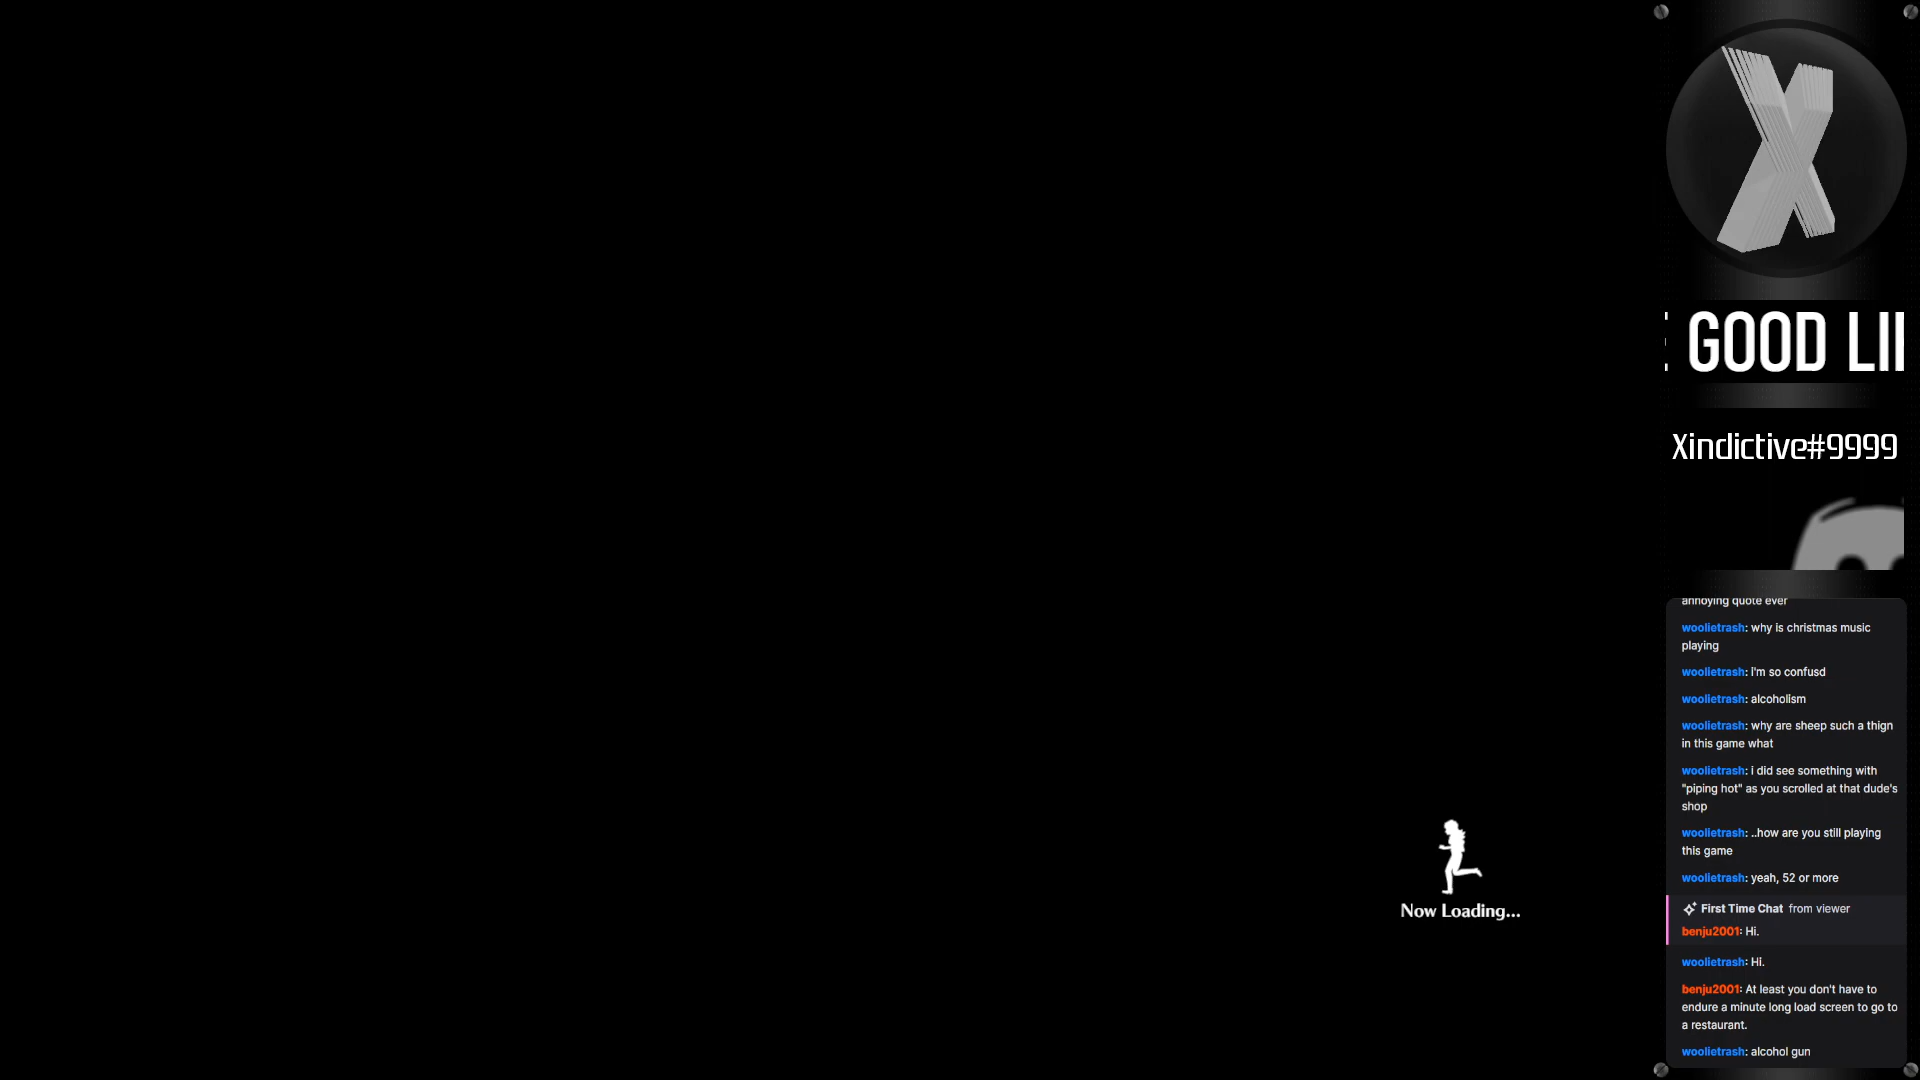 X
GOOD
Xindictive#9999
annoying quote ever
woolietrash: why is christmas music
playing
woolietrash: i'm so confusd
woolietrash: alcoholism
woolietrash: why are sheep such a thign
in this game what
woolietrash: i did see something with
"piping hot" as you scrolled at that dude's
shop
woolietrash: ..how are you still playing
this game
woolietrash: yeah, 52 or more
First Time Chat from viewer
benju2001: Hi.
woolietrash: Hi.
benju2001: At least you don't have to
endure a minute long load screen to go to
a restaurant.
woolietrash: alcohol gun
Now Loading...